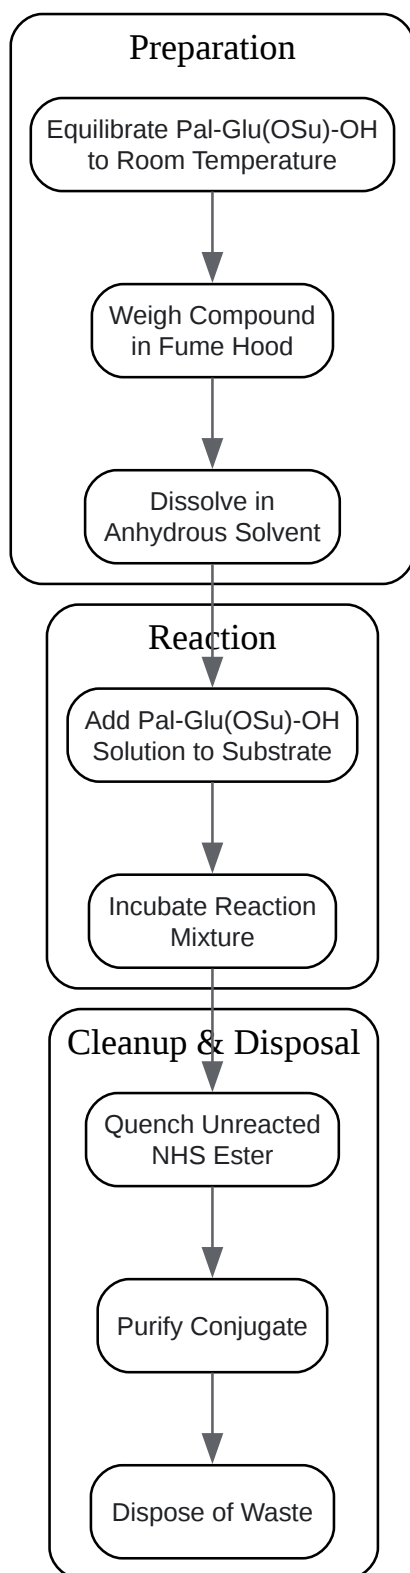 Preparation
Equilibrate Pal-Glu(OSu)-OH
to Room Temperature
Weigh Compound
in Fume Hood
Dissolve in
Anhydrous Solvent
Reaction
Add Pal-Glu(OSu)-OH
Solution to Substrate
Incubate Reaction
Mixture
Cleanup & Disposal
Quench Unreacted
NHS Ester
Purify Conjugate
Dispose of Waste